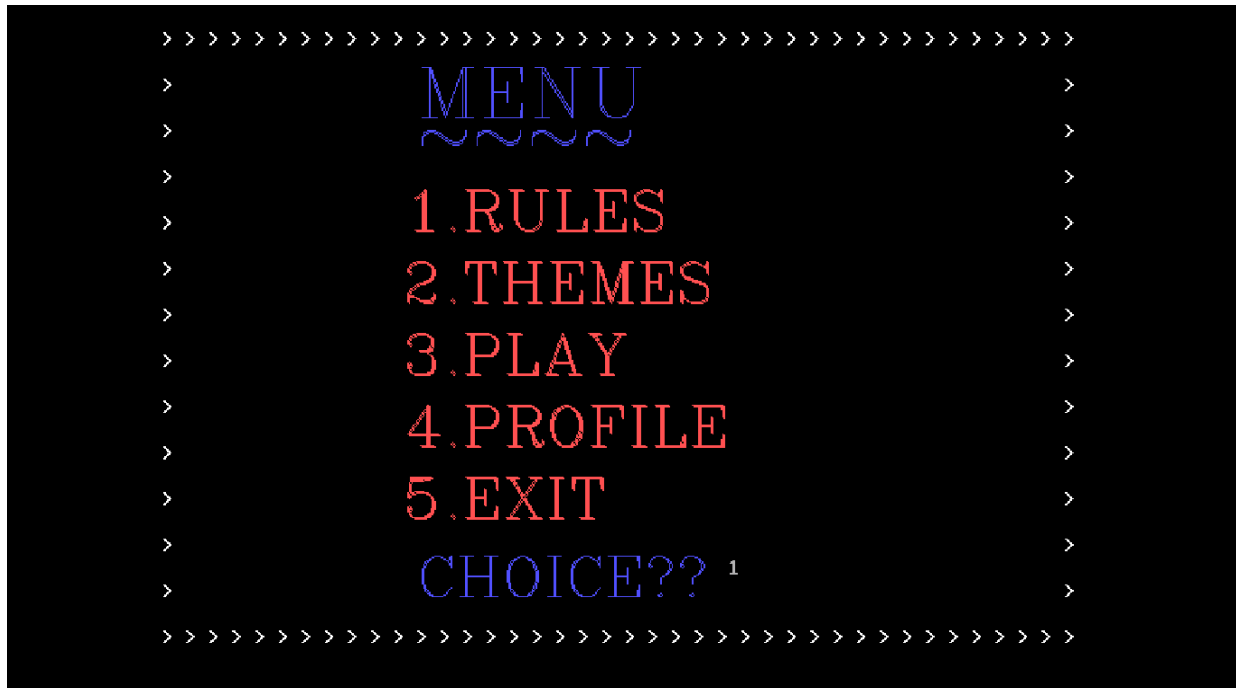 MENU
~~~~
1.RULES
2.THEMES
3.PLAY
4.PROFILE
5.EXIT
CHOICE?? 1